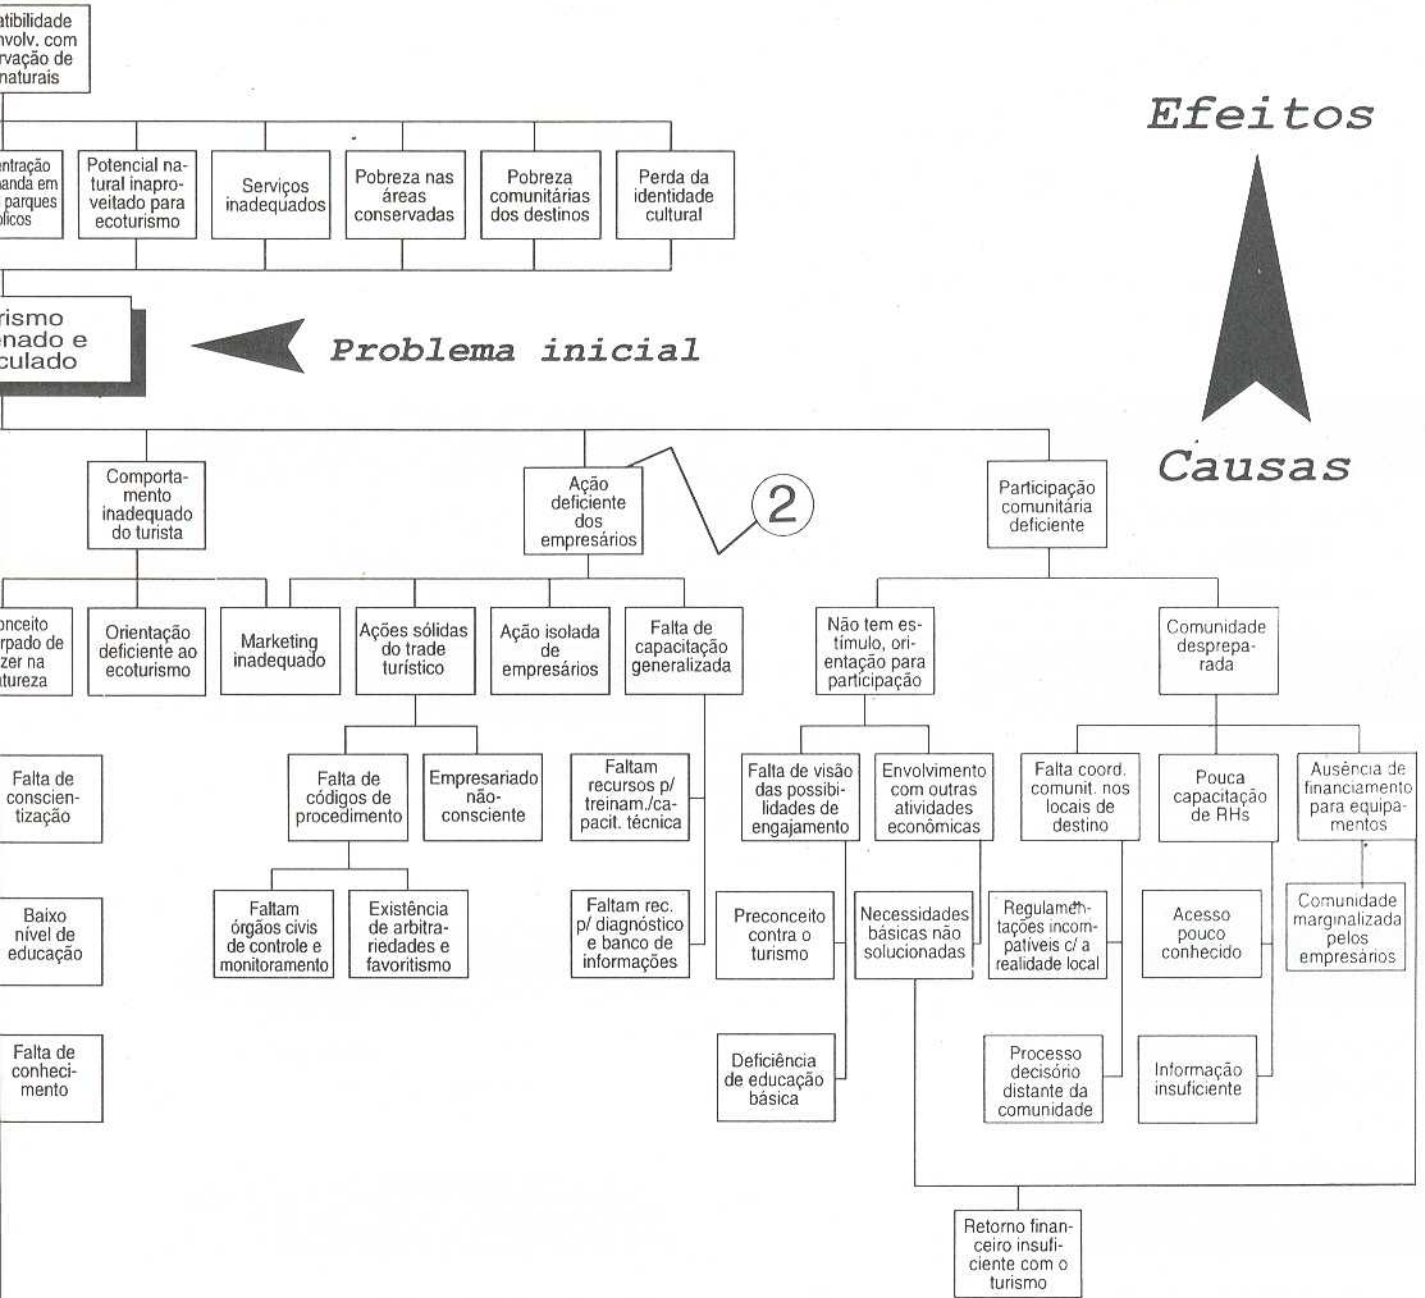 atibilidade
nvolv. com
rvação de
naturais
Efeitos
entração
anda em
parques
olicos
Potencial na-
tural inapro-
veitado para
ecoturismo
Serviços
inadequados
Pobreza nas
áreas
conservadas
Pobreza
comunitárias
dos destinos
Perda da
identidade
cultural
rismo
enado e
culado
Problema inicial
Causas
Comporta-
mento
inadequado
do turista
Ação
deficiente
dos
empresários
2
Participação
comunitária
deficiente
onceito
rpado de
zer na
tureza
Orientação
deficiente ao
ecoturismo
Marketing
inadequado
Ações sólidas
do trade
turístico
Ação isolada
de
empresários
Falta de
capacitação
generalizada
Não tem es-
tímulo, ori-
entação para
participação
Comunidade
desprepa-
rada
Falta de
conscien-
tização
Falta de
códigos de
procedimento
Empresariado
não-
consciente
Faltam
recursos p/
treinam./ca-
pacit. técnica
Falta de visão
das possibi-
lidades de
engajamento
Envolvimento
com outras
atividades
econômicas
Falta coord.
comunit. nos
locais de
destino
Pouca
capacitação
de RHs
Ausência de
financiamento
para equipa-
mentos
Baixo
nível de
educação
Faltam
órgãos civis
de controle e
monitoramento
Existência
de arbitra-
riedades e
favoritismo
Faltam rec.
p/ diagnóstico
e banco de
informações
Preconceito
contra o
turismo
Necessidades
básicas não
solucionadas
Regulamen-
tações incom-
patíveis c/ a
realidade local
Acesso
pouco
conhecido
Comunidade
marginalizada
pelos
empresários
Falta de
conheci-
mento
Deficiência
de educação
básica
Processo
decisório
distante da
comunidade
Informação
insuficiente
Retorno finan-
ceiro insufi-
ciente com o
turismo